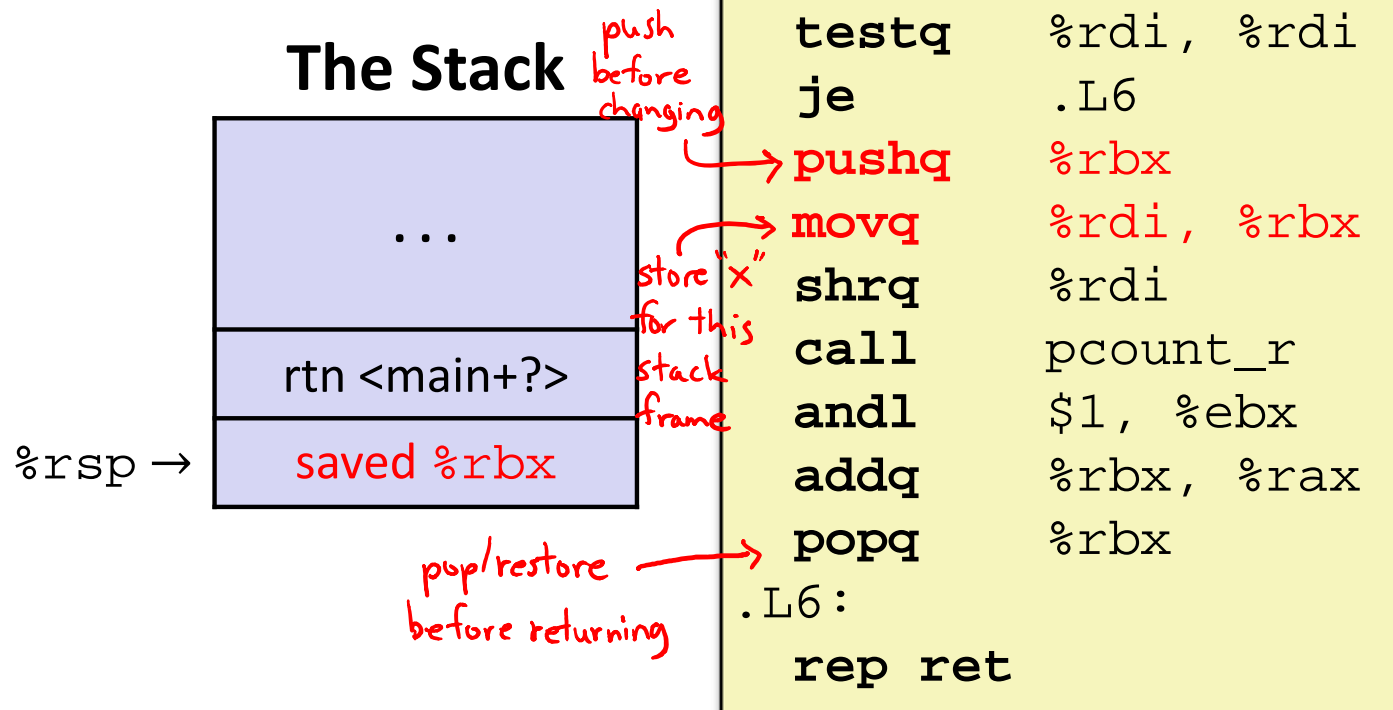 The Stack
...
rtn <main+?>
%rsp → saved %rbx
push
before
changing
store "x"
for this
stack
frame
pop/restore
before returning
testq %rdi, %rdi
je .L6
pushq %rbx
movq %rdi, %rbx
shrq %rdi
call pcount_r
andl $1, %ebx
addq %rbx, %rax
popq %rbx
.L6:
rep ret